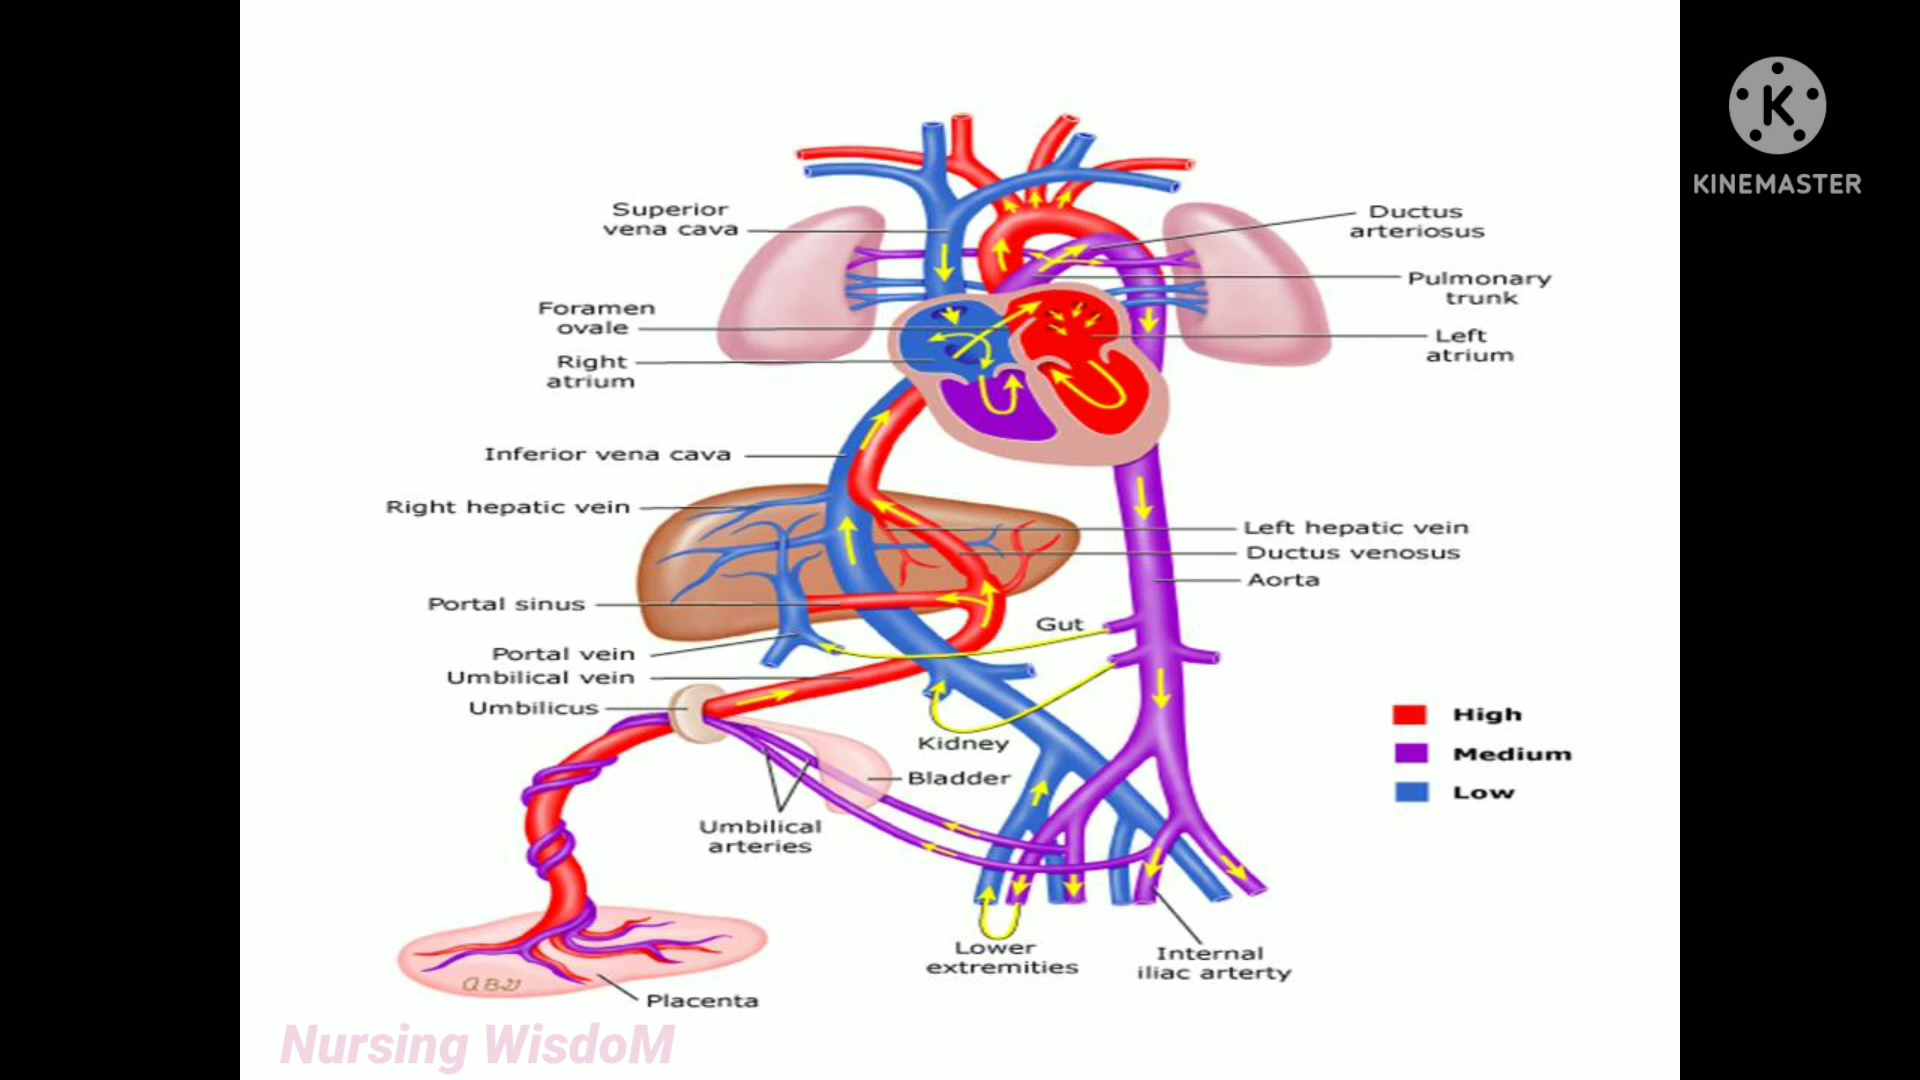 K
KINEMASTER
Superior
vena cava
Ductus
arteriosus
Pulmonary
trunk
Foramen
ovale
Left
atrium
Right
atrium
Inferior vena cava
Right hepatic vein
Left hepatic vein
Ductus venosus
Aorta
Portal sinus
Gut
Portal vein
Umbilical vein
Umbilicus
High
Medium
Low
Kidney
Bladder
Umbilical
arteries
Lower
extremities
Internal
iliac arterty
Placenta
Nursing WisdoM